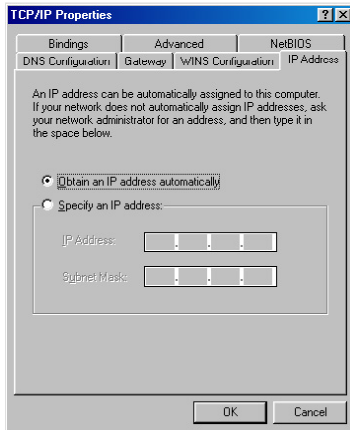 TCP/IP Properties
Bindings Advanced NetBIOS
DNS Configuration Gateway WINS Configuration IP Address
An IP address can be automatically assigned to this computer.
If your network does not automatically assign IP addresses, ask
your network administrator for an address, and then type it in
the space below.
Obtain an IP address automatically
Specify an IP address:
IP Address:
Subnet Mask:
OK Cancel